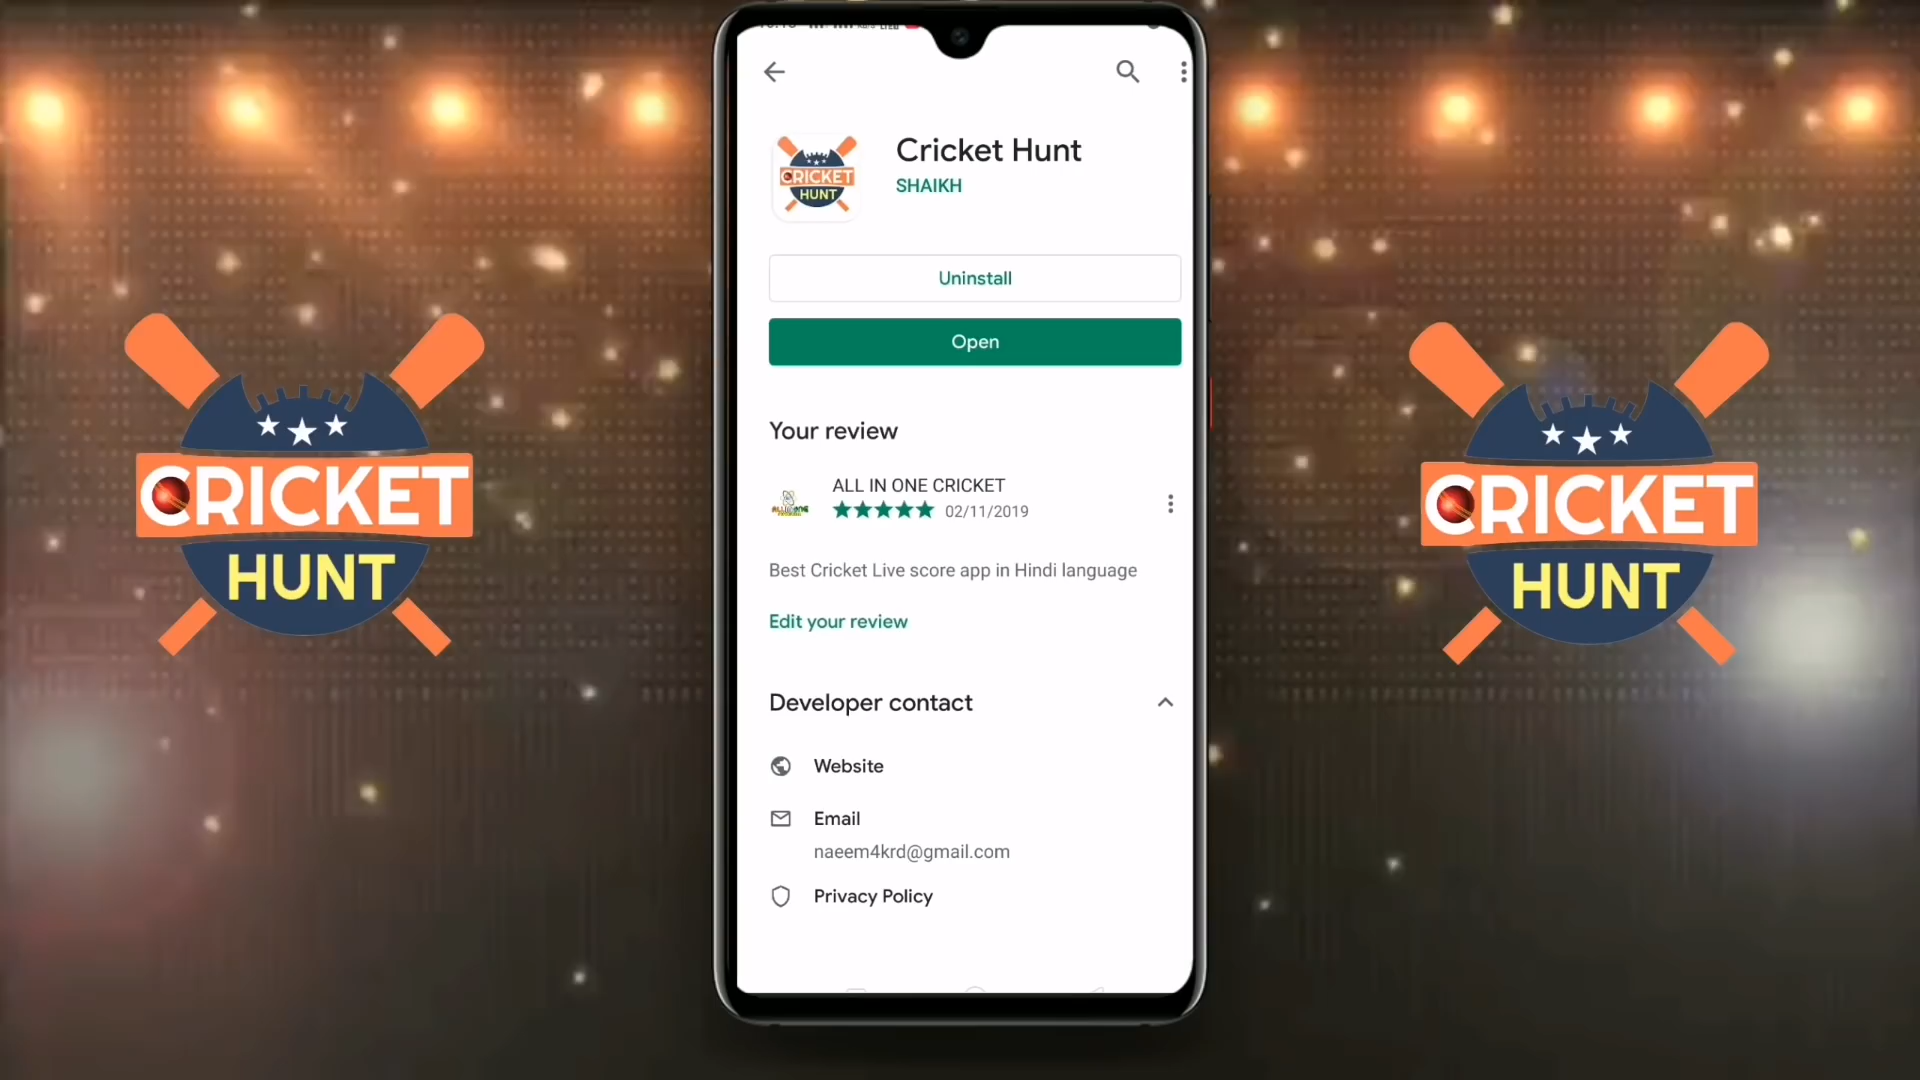 Cricket Hunt
SHAIKH
CRICKET
HUNT
Uninstall
Open
Your review
ALL IN ONE CRICKET
02/11/2019
Best Cricket Live score app in Hindi language
Edit your review
Developer contact
Website
Email
naeem4krd@gmail.com
Privacy Policy
CRICKET
HUNT
CRICKET
HUNT